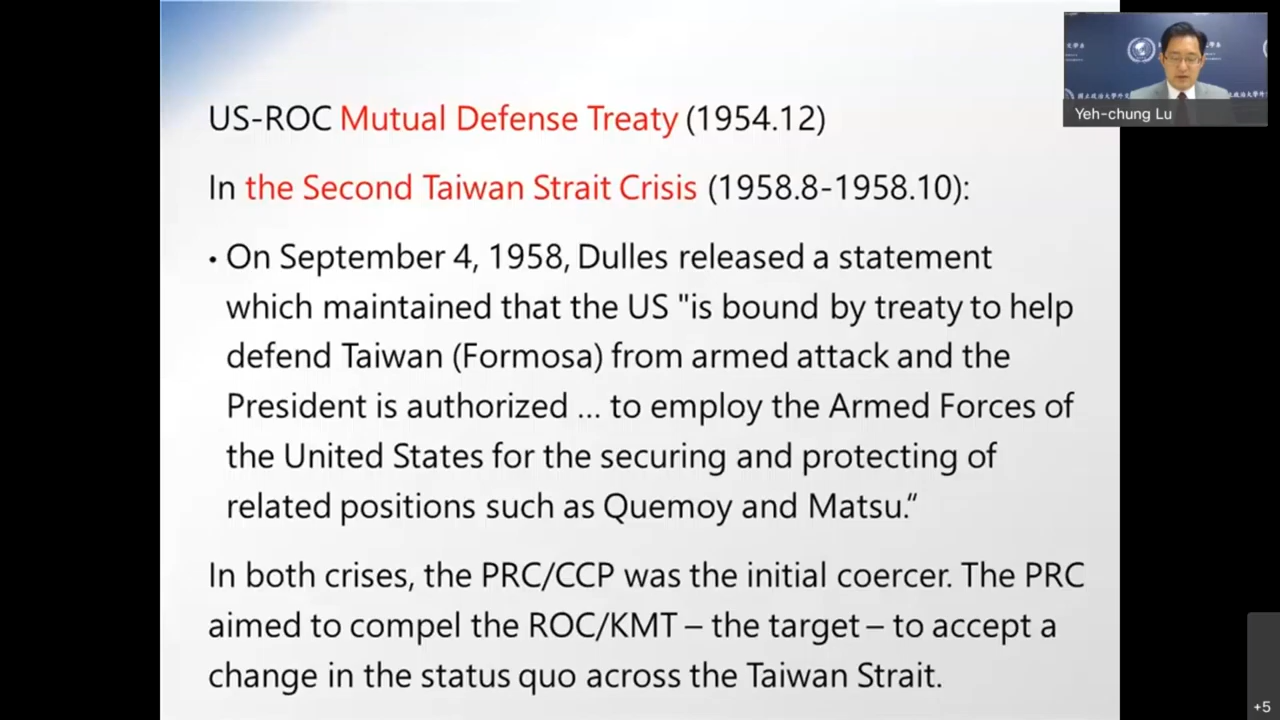 US-ROC Mutual Defense Treaty (1954.12)
In the Second Taiwan Strait Crisis (1958.8-1958.10):
• On September 4, 1958, Dulles released a statement
which maintained that the US "is bound by treaty to help
defend Taiwan (Formosa) from armed attack and the
President is authorized … to employ the Armed Forces of
the United States for the securing and protecting of
related positions such as Quemoy and Matsu.“
In both crises, the PRC/CCP was the initial coercer. The PRC
aimed to compel the ROC/KMT – the target – to accept a
change in the status quo across the Taiwan Strait.
Yeh-chung Lu
+5